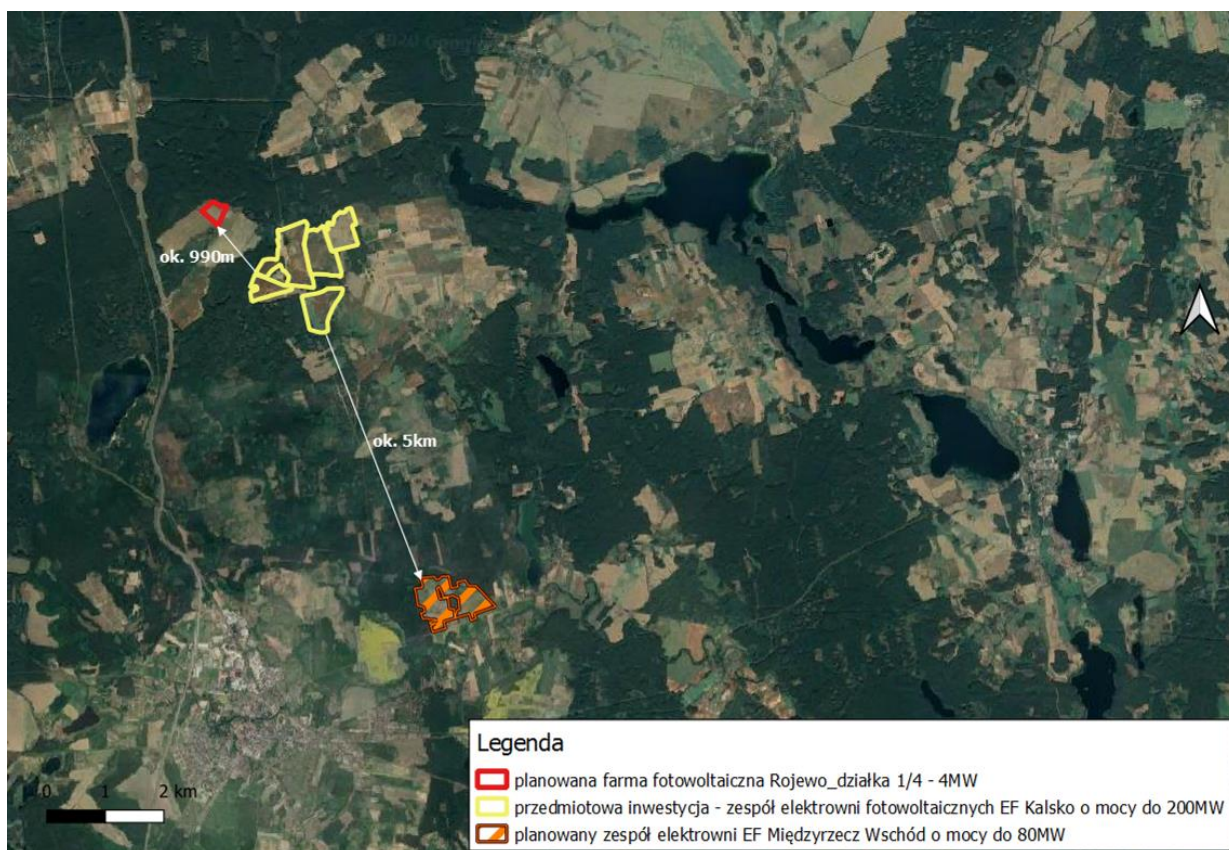 ok. 990m
ok. 5km
Legenda
planowana farma fotowoltaiczna Rojewo_działka 1/4 - 4MW
przedmiotowa inwestycja - zespół elektrowni fotowoltaicznych EF Kalsko o mocy do 200MW
planowany zespół elektrowni EF Międzyrzecz Wschód o mocy do 80MW
0 1 2 km